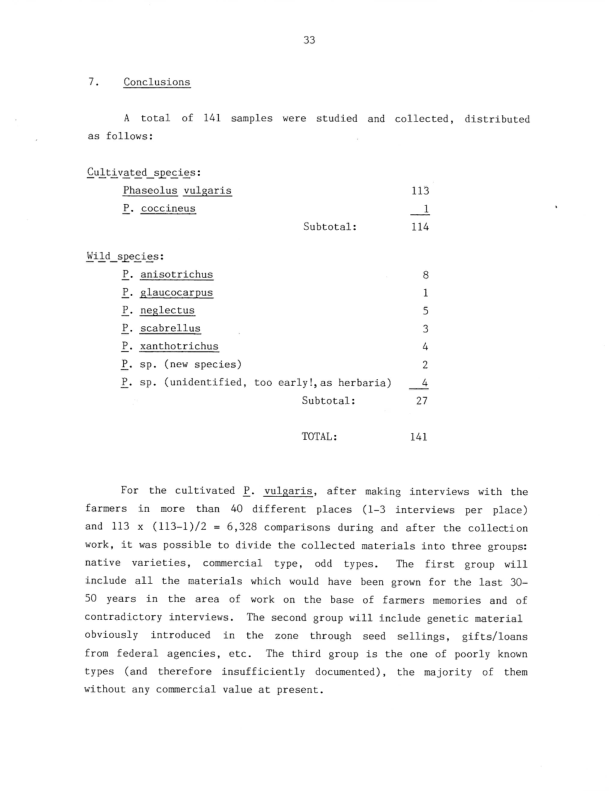 33
7. Conclusions
A total of 141 samples were studied and collected, distributed
as follows:
Cultivated species:
Phaseolus vulgaris 113
P. coccineus 1
Subtotal: 114
Wild species:
P. anisotrichus 8
P. glaucocarpus 1
P. neglectus 5
P. scabrellus 3
P. xanthotrichus 4
P. sp. (new species) 2
P. sp. (unidentified, too early!, as herbaria) 4
Subtotal: 27
TOTAL: 141
For the cultivated P. vulgaris, after making interviews with the
farmers in more than 40 different places (1-3 interviews per place)
and 113 x (113-1)/2 = 6,328 comparisons during and after the collection
work, it was possible to divide the collected materials into three groups:
native varieties, commercial type, odd types. The first group will
include all the materials which would have been grown for the last 30-
50 years in the area of work on the base of farmers memories and of
contradictory interviews. The second group will include genetic material
obviously introduced in the zone through seed sellings, gifts/loans
from federal agencies, etc. The third group is the one of poorly known
types (and therefore insufficiently documented), the majority of them
without any commercial value at present.